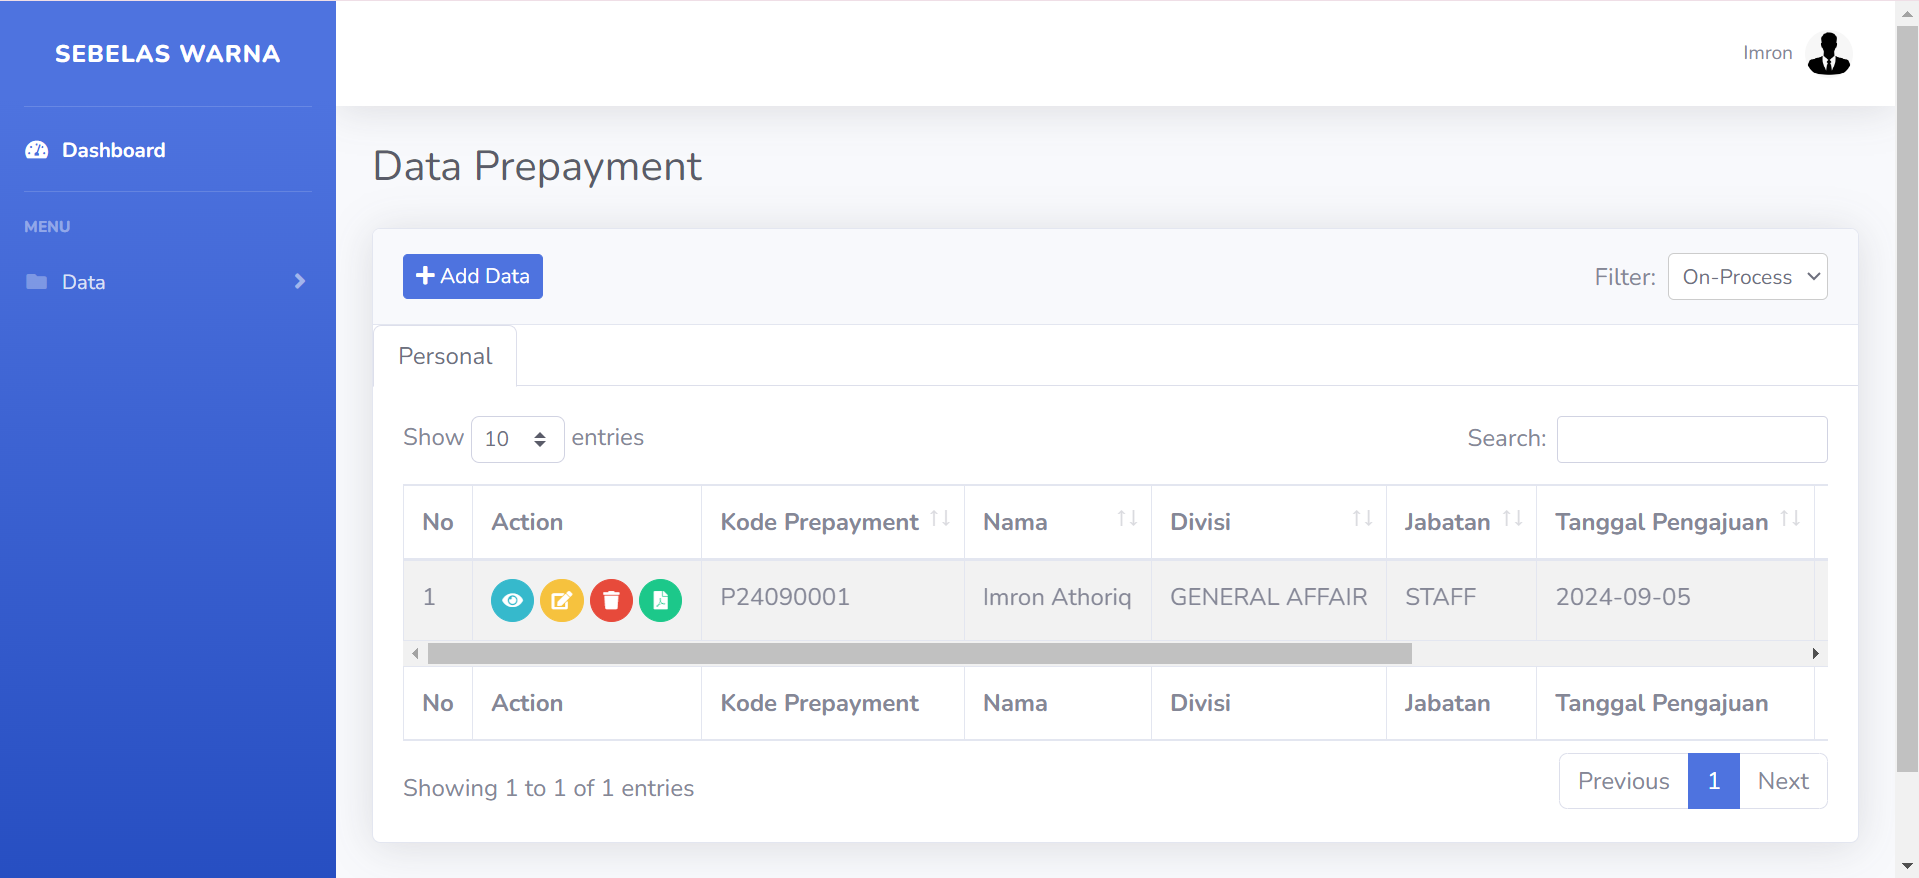 SEBELAS WARNA
Imron
Dashboard
MENU
Data
Data Prepayment
Add Data
Filter: On-Process
Personal
Show 10 entries
Search:
No Action Kode Prepayment Nama Divisi Jabatan Tanggal Pengajuan
1 P24090001 Imron Athoriq GENERAL AFFAIR STAFF 2024-09-05
No Action Kode Prepayment Nama Divisi Jabatan Tanggal Pengajuan
Showing 1 to 1 of 1 entries
Previous 1 Next